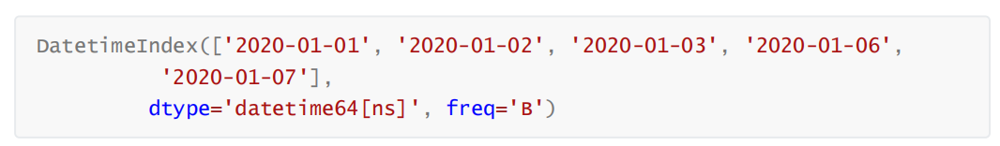 DatetimeIndex(['2020-01-01', '2020-01-02', '2020-01-03', '2020-01-06',
'2020-01-07'],
dtype='datetime64[ns]', freq='B')